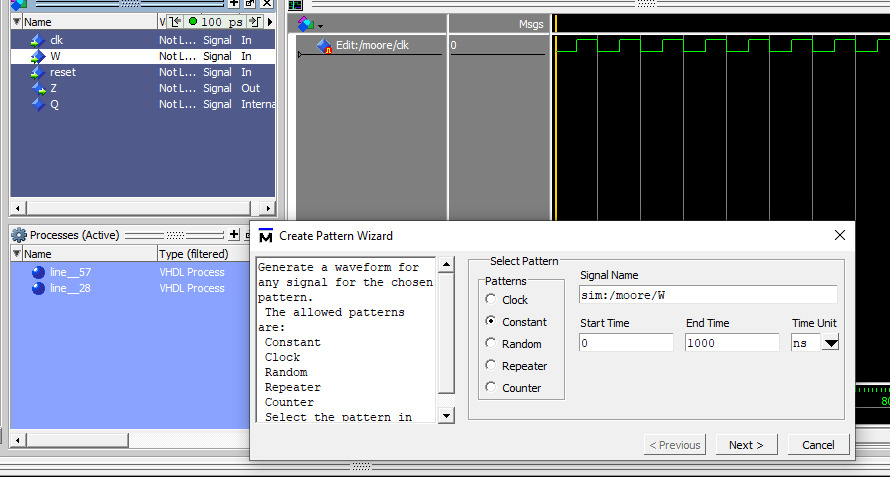 Name V 100 ps
clk Not L... Signal In
W Not L... Signal In
reset Not L... Signal In
Z Not L... Signal Out
Q Not L... Signal Interna
Msgs
Edit:/moore/clk 0
Processes (Active)
Name Type (filtered)
line__57 VHDL Process
line__28 VHDL Process
Create Pattern Wizard
Generate a waveform for
any signal for the chosen
pattern.
The allowed patterns
are:
Constant
Clock
Random
Repeater
Counter
Select the pattern in
Select Pattern
Patterns
Clock
Constant
Random
Repeater
Counter
Signal Name
sim:/moore/W
Start Time End Time Time Unit
0 1000 ns
80
< Previous Next > Cancel